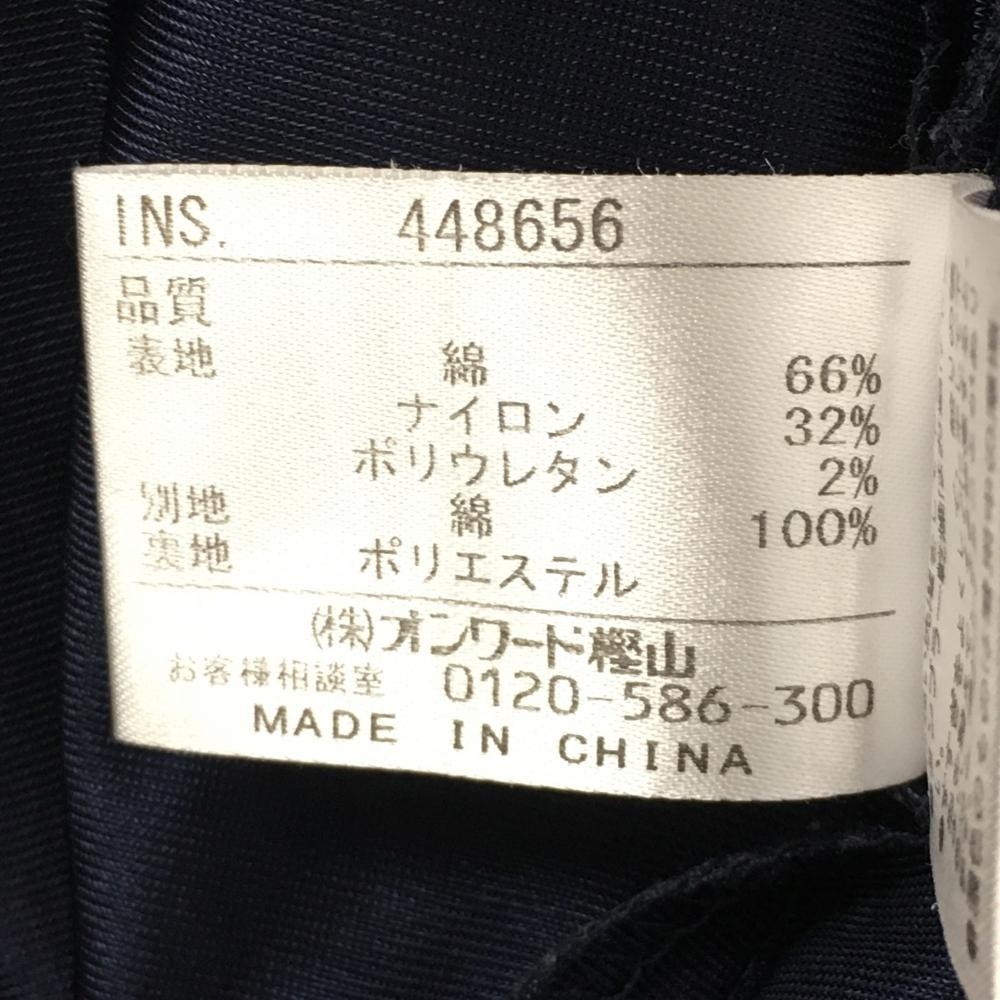 INS. 448656
品質
表地 綿 66%
ナイロン 32%
ポリウレタン 2%
別地 綿 100%
裏地 ポリエステル
(株)オンワード樫山
お客様相談室 0120-586-300
MADE IN CHINA